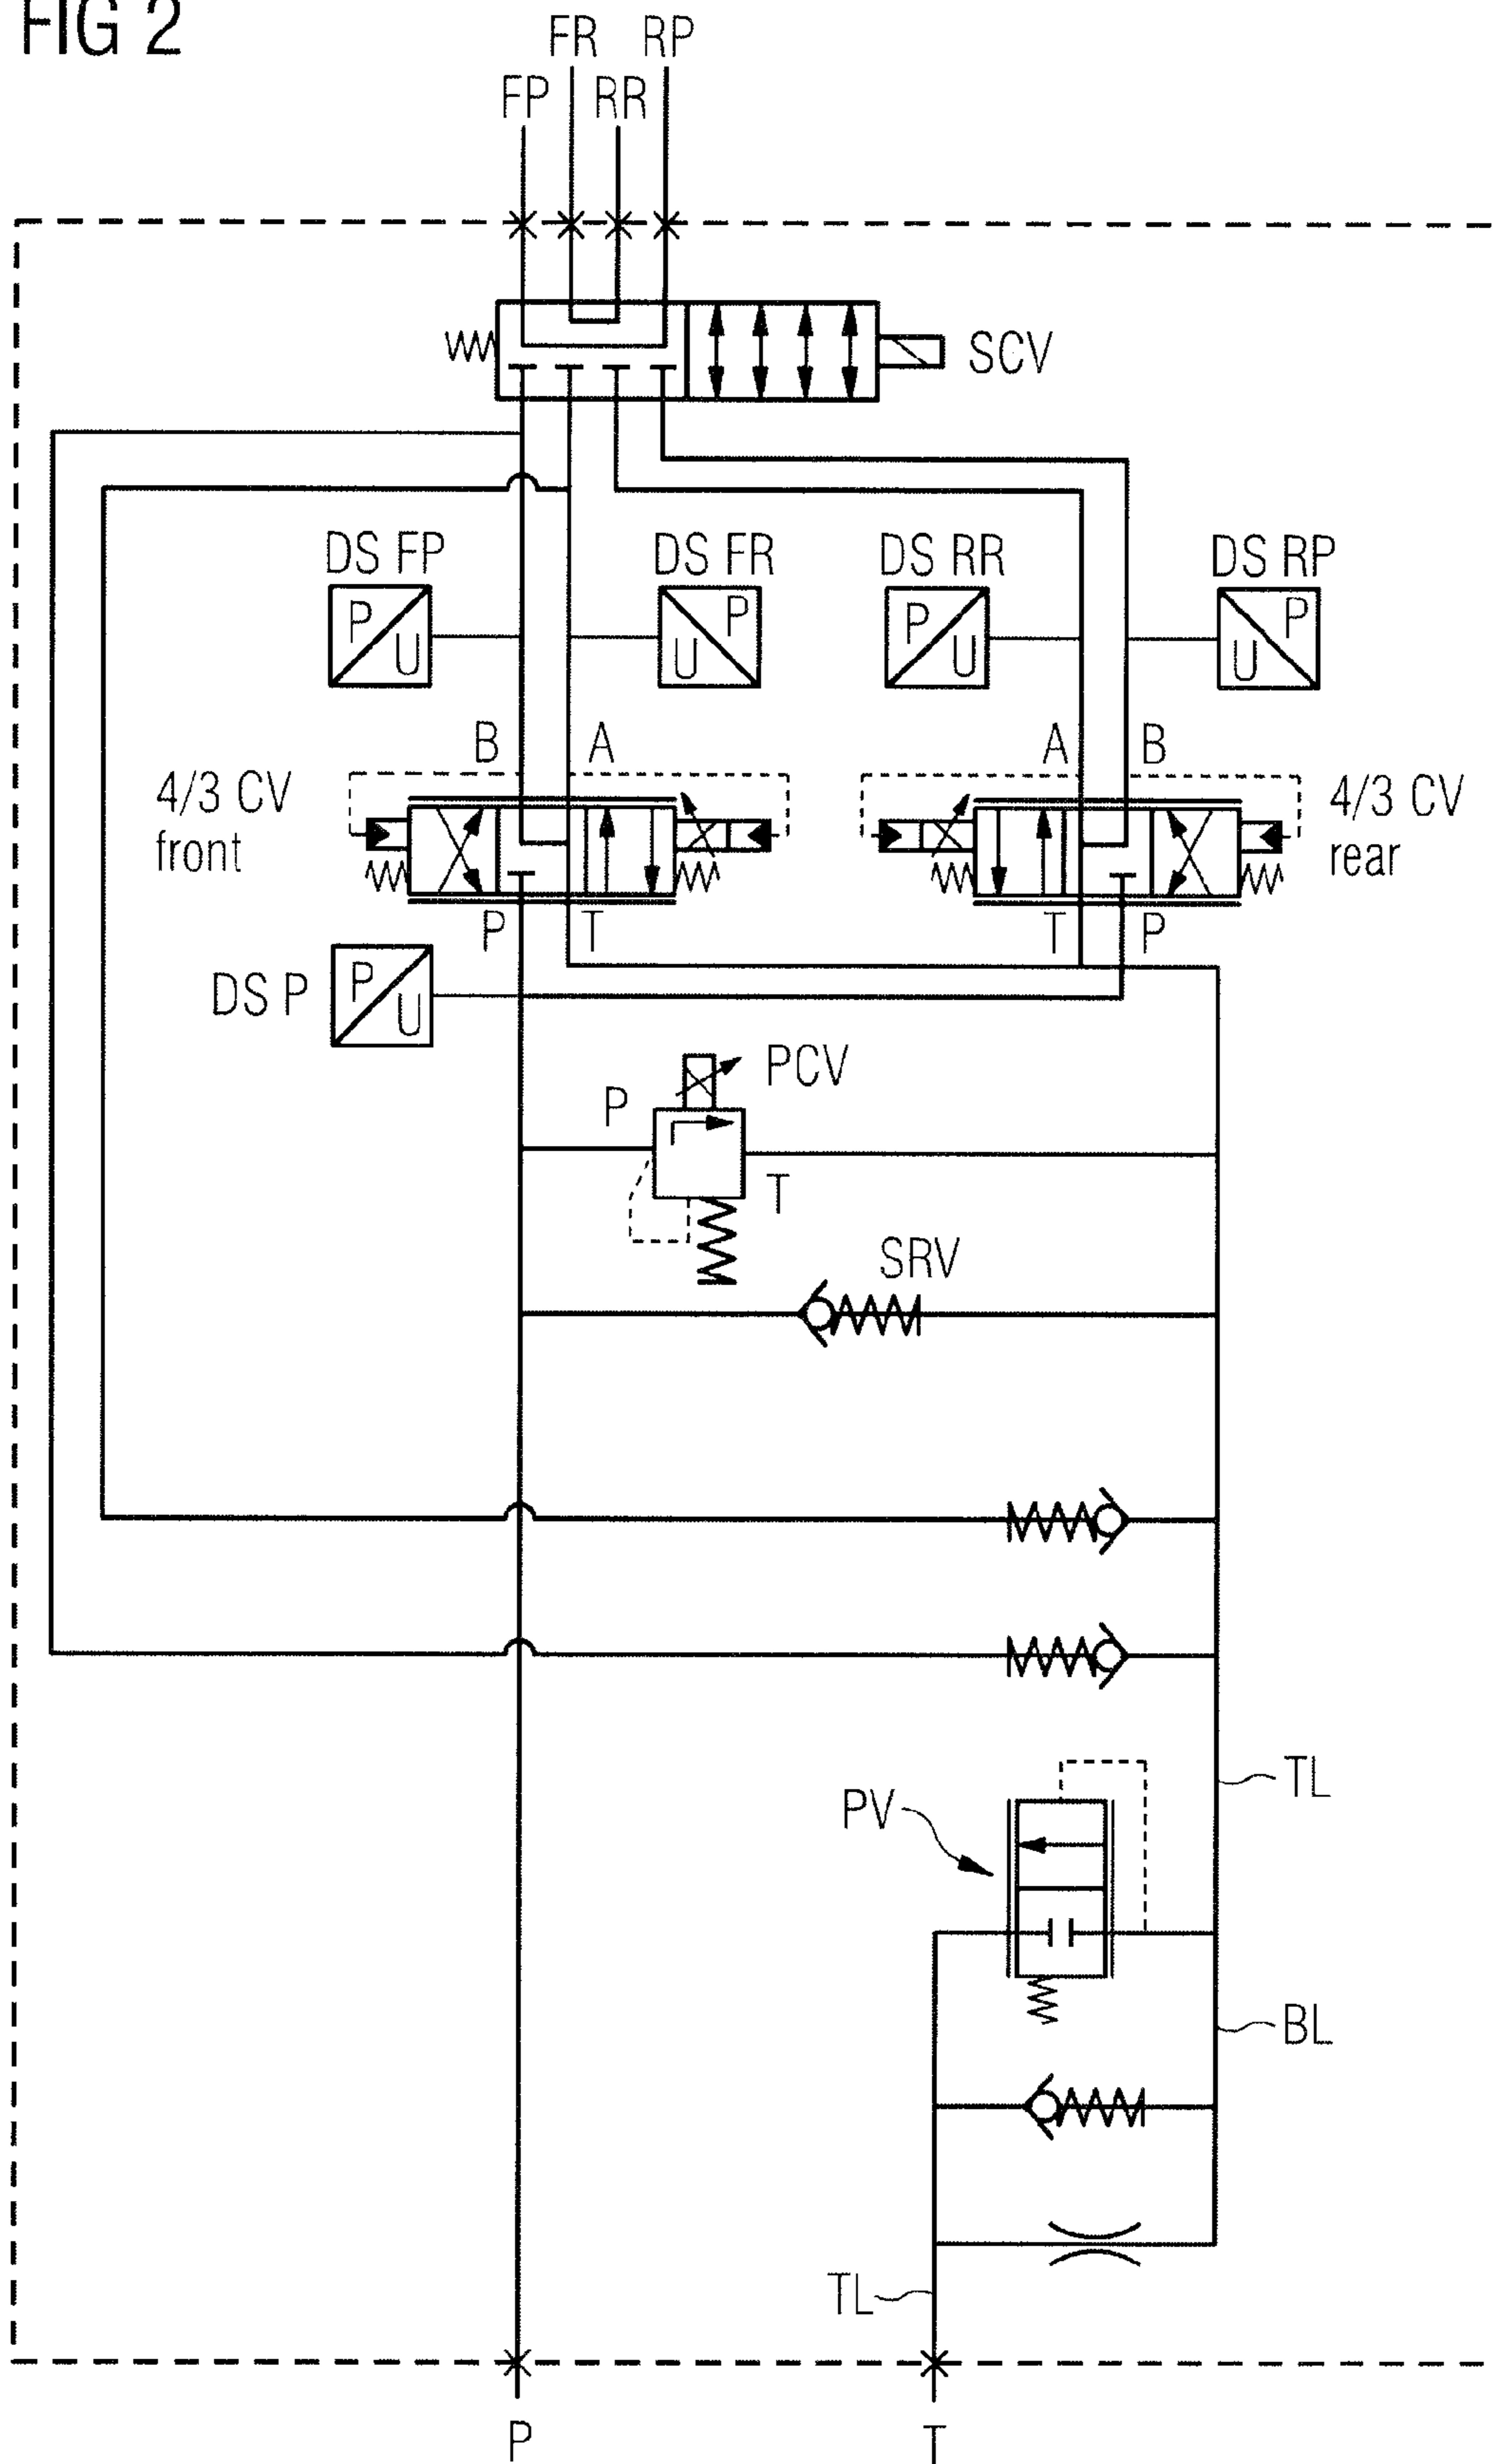 FIG 2
FR RP
FP RR
SCV
DS FP DS FR DS RR DS RP
P U U P P U U P
B A A B
4/3 CV
front
4/3 CV
rear
P T T P
DS P P U
PCV
P
T
SRV
TL
PV
BL
TL
P T